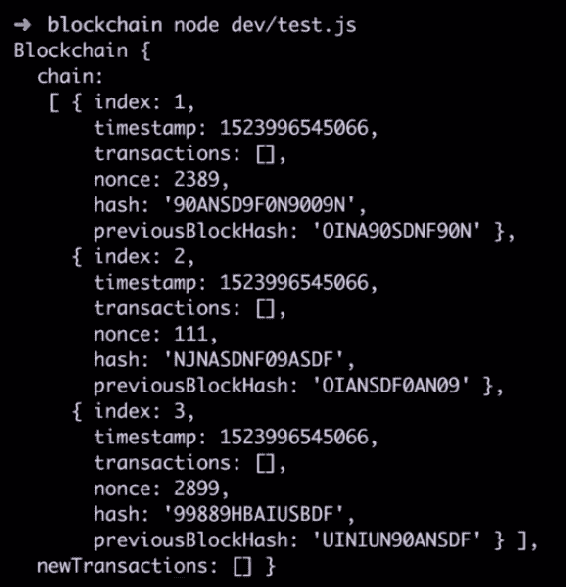 ➜ blockchain node dev/test.js
Blockchain {
  chain:
   [ { index: 1,
       timestamp: 1523996545066,
       transactions: [],
       nonce: 2389,
       hash: '90ANSD9F0N9009N',
       previousBlockHash: 'OINA90SDNF90N' },
     { index: 2,
       timestamp: 1523996545066,
       transactions: [],
       nonce: 111,
       hash: 'NJNASDNF09ASDF',
       previousBlockHash: 'OIANSDF0AN09' },
     { index: 3,
       timestamp: 1523996545066,
       transactions: [],
       nonce: 2899,
       hash: '99889HBAIUSBDF',
       previousBlockHash: 'UINIUN90ANSDF' } ],
  newTransactions: [] }